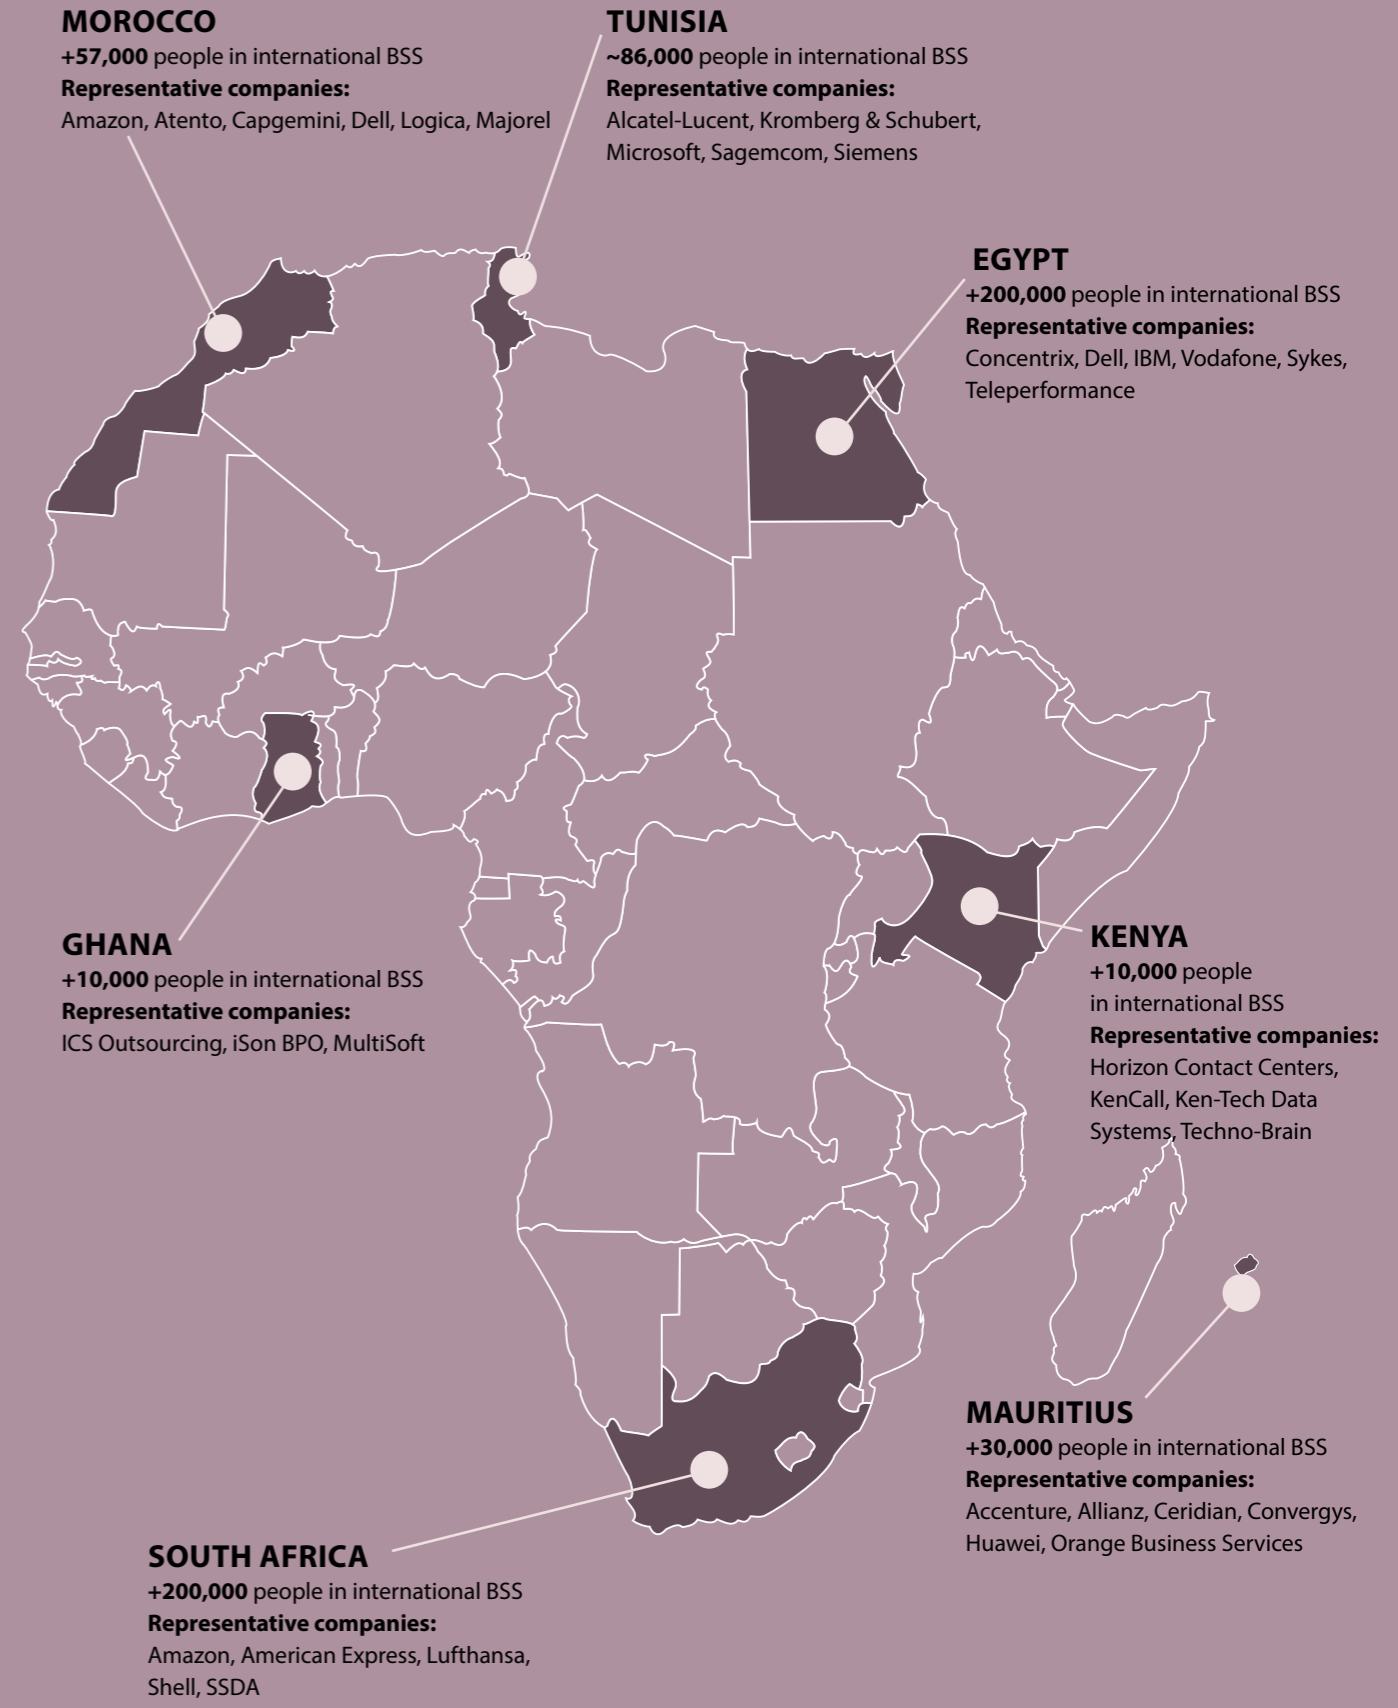 MOROCCO
+57,000 people in international BSS
Representative companies:
Amazon, Atento, Capgemini, Dell, Logica, Majorel
TUNISIA
~86,000 people in international BSS
Representative companies:
Alcatel-Lucent, Kromberg & Schubert,
Microsoft, Sagemcom, Siemens
EGYPT
+200,000 people in international BSS
Representative companies:
Concentrix, Dell, IBM, Vodafone, Sykes,
Teleperformance
GHANA
+10,000 people in international BSS
Representative companies:
ICS Outsourcing, iSon BPO, MultiSoft
KENYA
+10,000 people
in international BSS
Representative companies:
Horizon Contact Centers,
KenCall, Ken-Tech Data
Systems, Techno-Brain
MAURITIUS
+30,000 people in international BSS
Representative companies:
Accenture, Allianz, Ceridian, Convergys,
Huawei, Orange Business Services
SOUTH AFRICA
+200,000 people in international BSS
Representative companies:
Amazon, American Express, Lufthansa,
Shell, SSDA